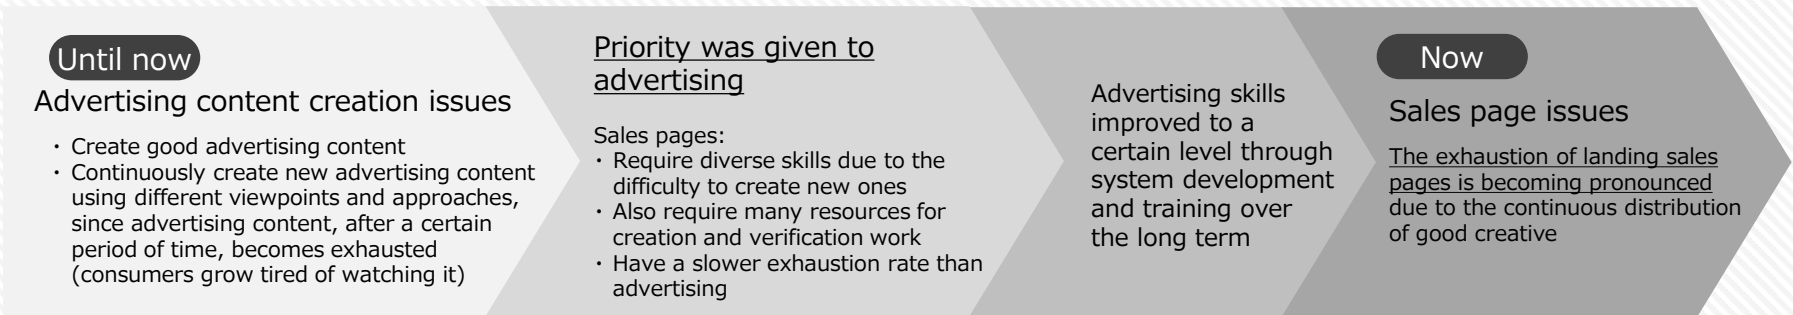 Until now
Advertising content creation issues
・Create good advertising content
・Continuously create new advertising content
using different viewpoints and approaches,
since advertising content, after a certain
period of time, becomes exhausted
(consumers grow tired of watching it)
Priority was given to
advertising
Sales pages:
・Require diverse skills due to the
difficulty to create new ones
・Also require many resources for
creation and verification work
・Have a slower exhaustion rate than
advertising
Advertising skills
improved to a
certain level through
system development
and training over
the long term
Now
Sales page issues
The exhaustion of landing sales
pages is becoming pronounced
due to the continuous distribution
of good creative